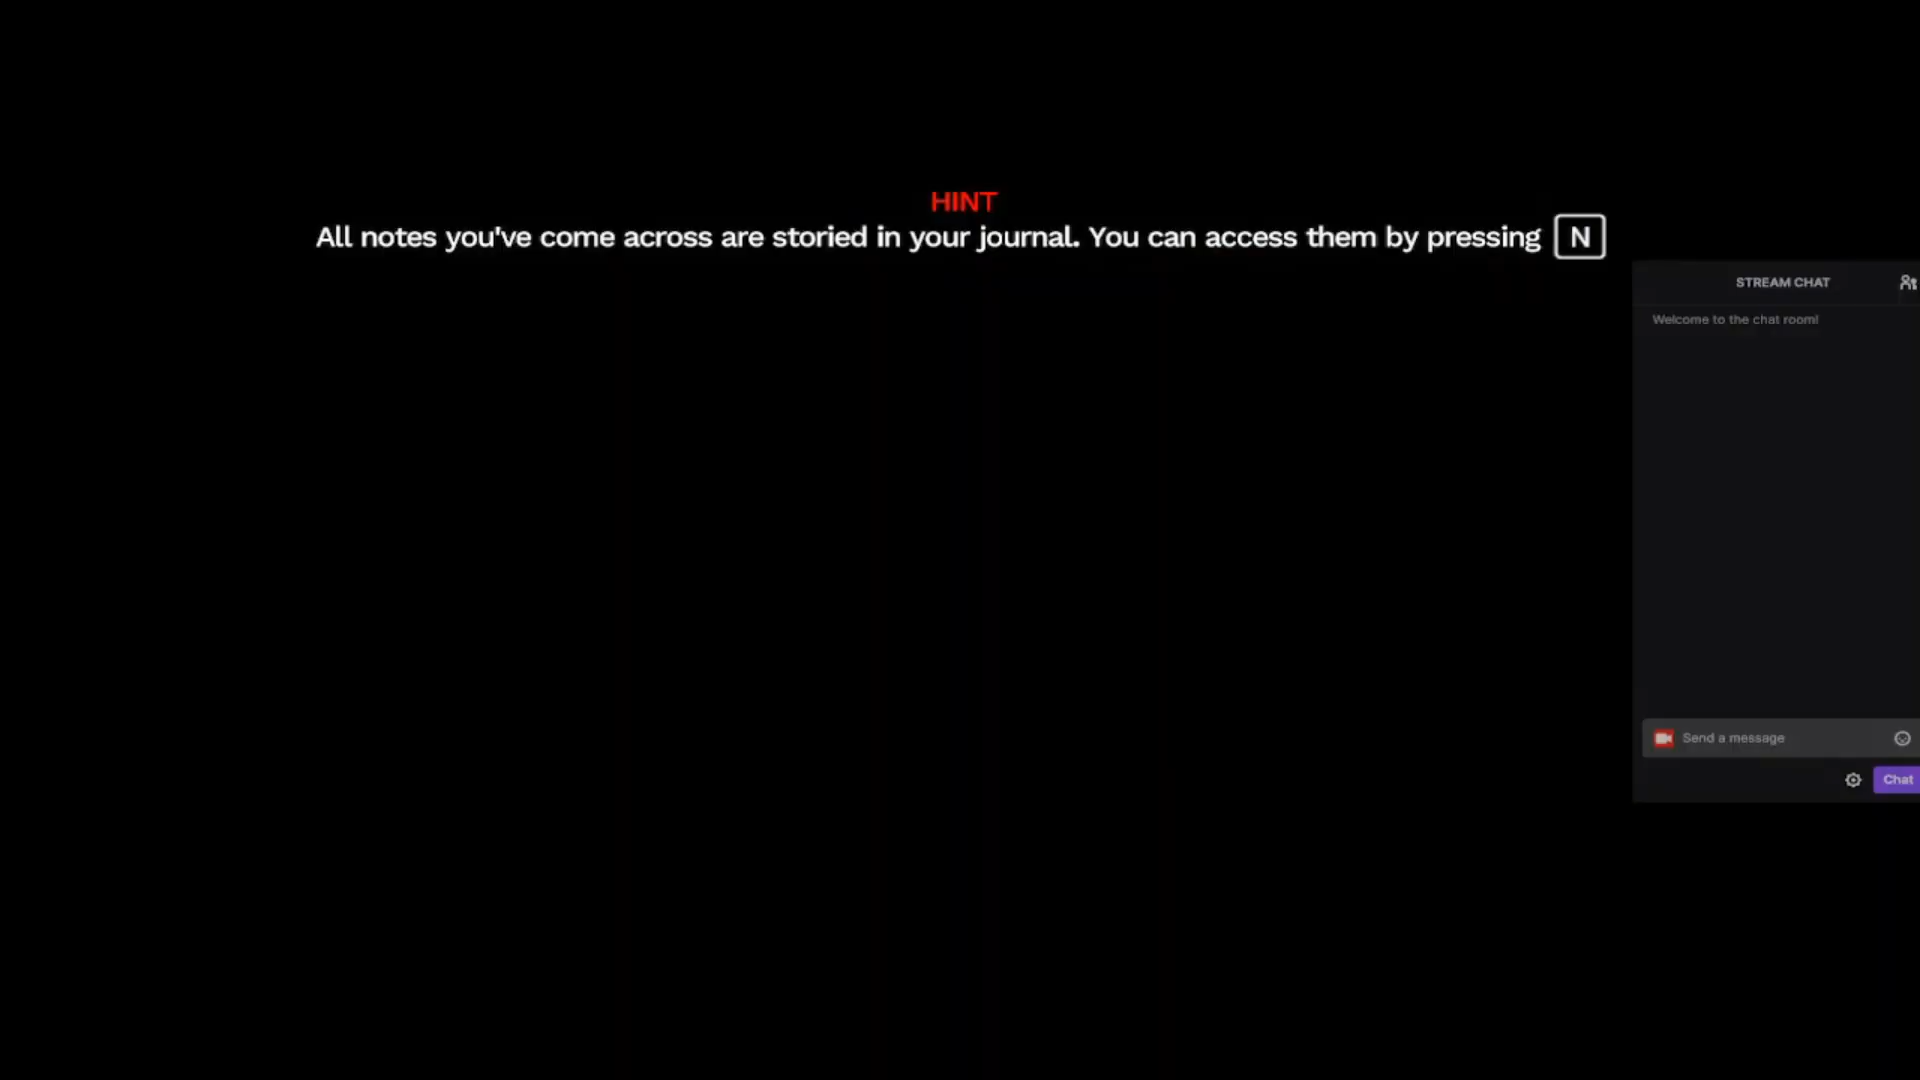 HINT
All notes you've come across are storied in your journal. You can access them by pressing N
STREAM CHAT
Welcome to the chat room!
Send a message
Chat